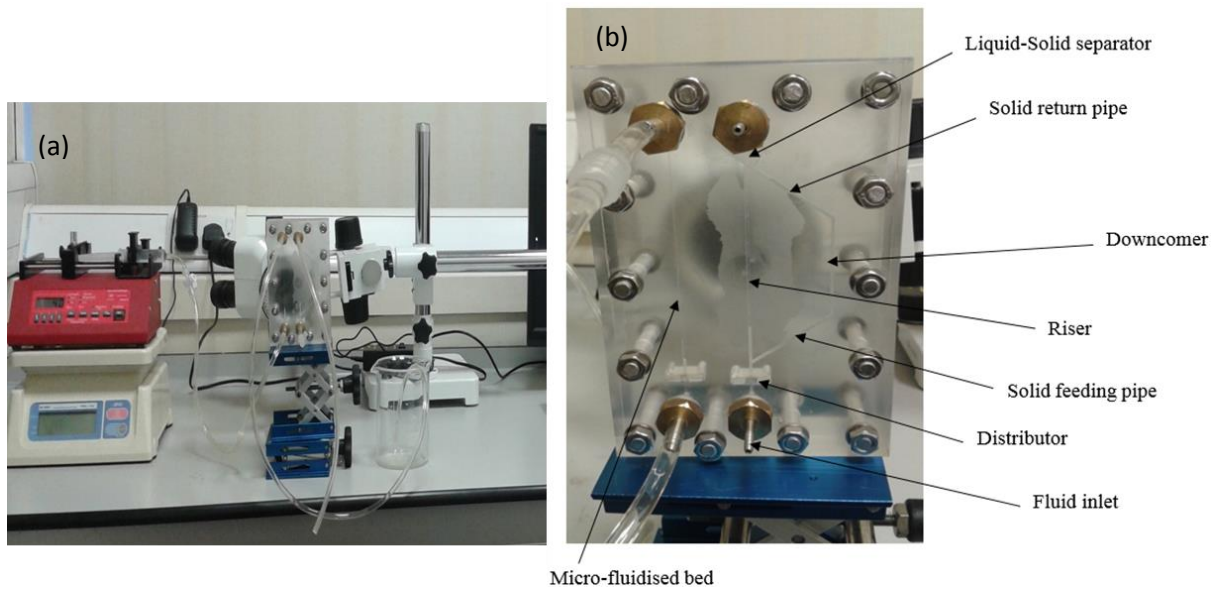 (a)
(b)
Liquid-Solid separator
Solid return pipe
Downcomer
Riser
Solid feeding pipe
Distributor
Fluid inlet
Micro-fluidised bed